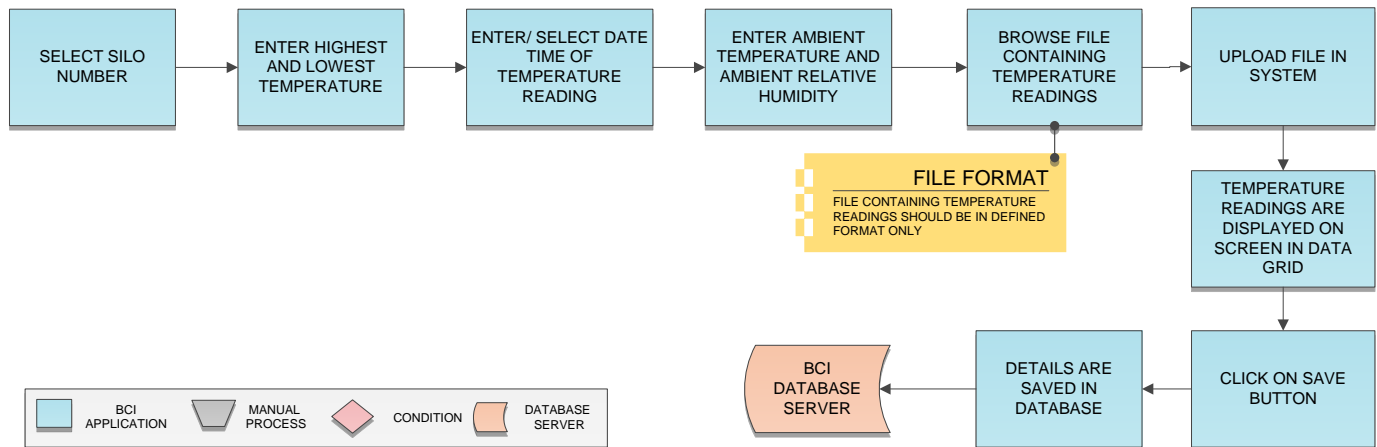 SELECT SILO
NUMBER
ENTER HIGHEST
AND LOWEST
TEMPERATURE
ENTER/ SELECT DATE
TIME OF
TEMPERATURE
READING
ENTER AMBIENT
TEMPERATURE AND
AMBIENT RELATIVE
HUMIDITY
BROWSE FILE
CONTAINING
TEMPERATURE
READINGS
UPLOAD FILE IN
SYSTEM
FILE FORMAT
FILE CONTAINING TEMPERATURE
READINGS SHOULD BE IN DEFINED
FORMAT ONLY
TEMPERATURE
READINGS ARE
DISPLAYED ON
SCREEN IN DATA
GRID
CLICK ON SAVE
BUTTON
DETAILS ARE
SAVED IN
DATABASE
BCI
DATABASE
SERVER
BCI
APPLICATION
MANUAL
PROCESS
CONDITION
DATABASE
SERVER